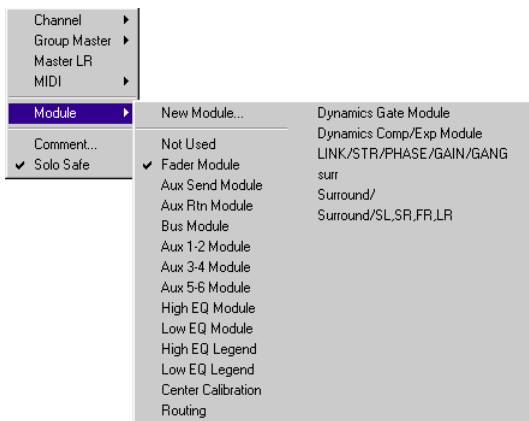 Channel
Group Master
Master LR
MIDI
Module
Comment...
Solo Safe
New Module...
Not Used
Fader Module
Aux Send Module
Aux Rtn Module
Bus Module
Aux 1-2 Module
Aux 3-4 Module
Aux 5-6 Module
High EQ Module
Low EQ Module
High EQ Legend
Low EQ Legend
Center Calibration
Routing
Dynamics Gate Module
Dynamics Comp/Exp Module
LINK/STR/PHASE/GAIN/GANG
surr
Surround/
Surround/SL,SR,FR,LR